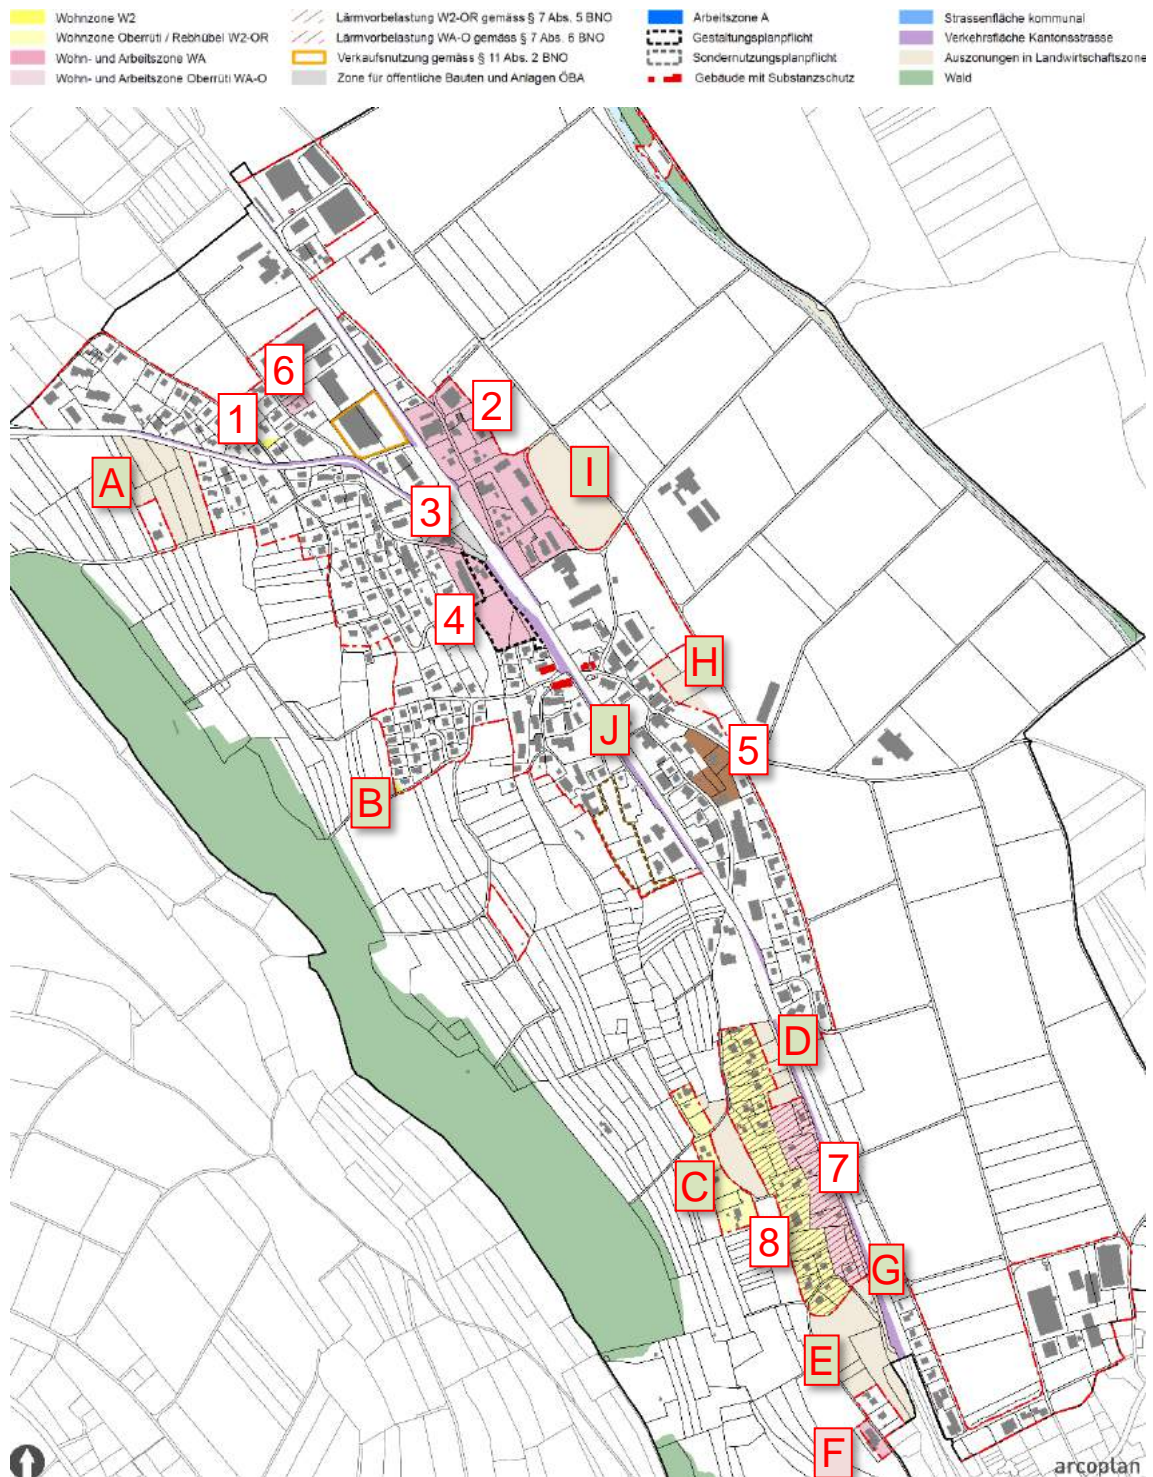 Wohnzone W2
Wohnzone Oberrüti / Rebhübel W2-OR
Wohn- und Arbeitszone WA
Wohn- und Arbeitszone Oberrüti WA-O
Lärmvorbelastung W2-OR gemäss § 7 Abs. 5 BNO
Lärmvorbelastung WA-O gemäss § 7 Abs. 6 BNO
Verkaufsnutzung gemäss § 11 Abs. 2 BNO
Zone für öffentliche Bauten und Anlagen ÖBA
Arbeitszone A
Gestaltungsplanpflicht
Sondernutzungsplanpflicht
Gebäude mit Substanzschutz
Strassenfläche kommunal
Verkehrsfläche Kantonsstrasse
Auszonungen in Landwirtschaftszone
Wald
6
1
2
A
I
3
4
H
J
5
B
D
7
C
8
G
E
F
arcoplan